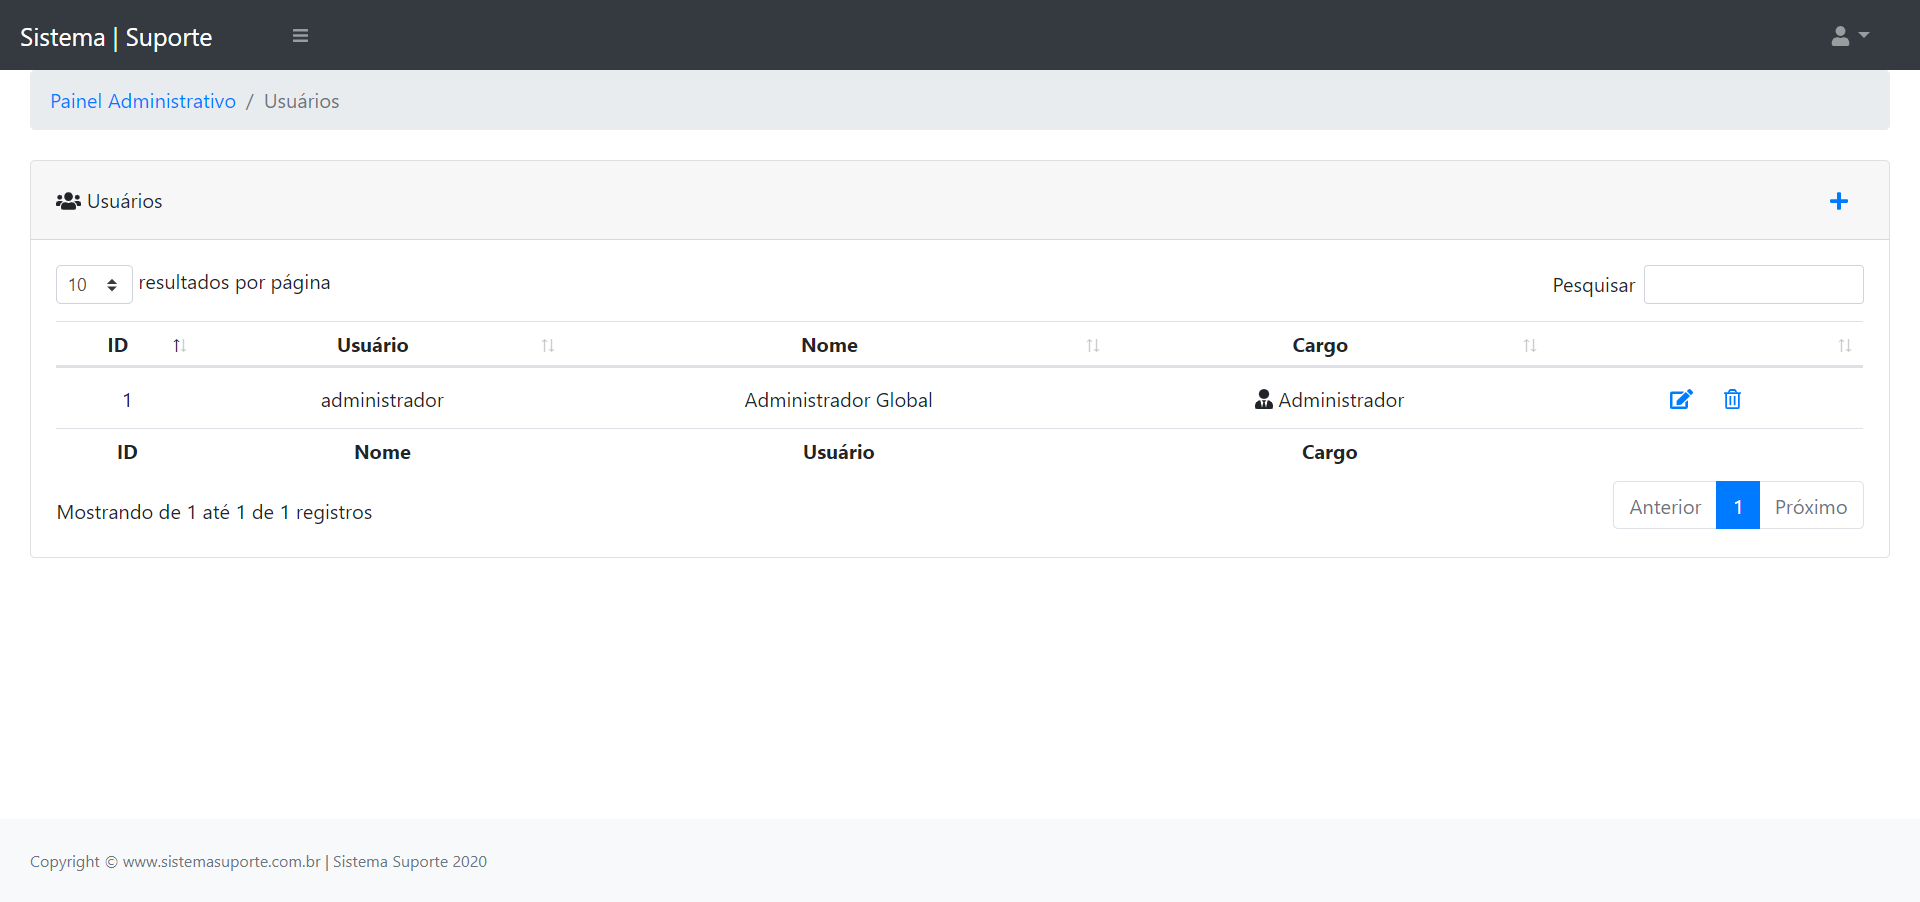 Sistema | Suporte
Painel Administrativo / Usuários
Usuários
10 resultados por página
Pesquisar
ID Usuário Nome Cargo
1 administrador Administrador Global Administrador
ID Nome Usuário Cargo
Mostrando de 1 até 1 de 1 registros
Anterior 1 Próximo
Copyright © www.sistemasuporte.com.br | Sistema Suporte 2020